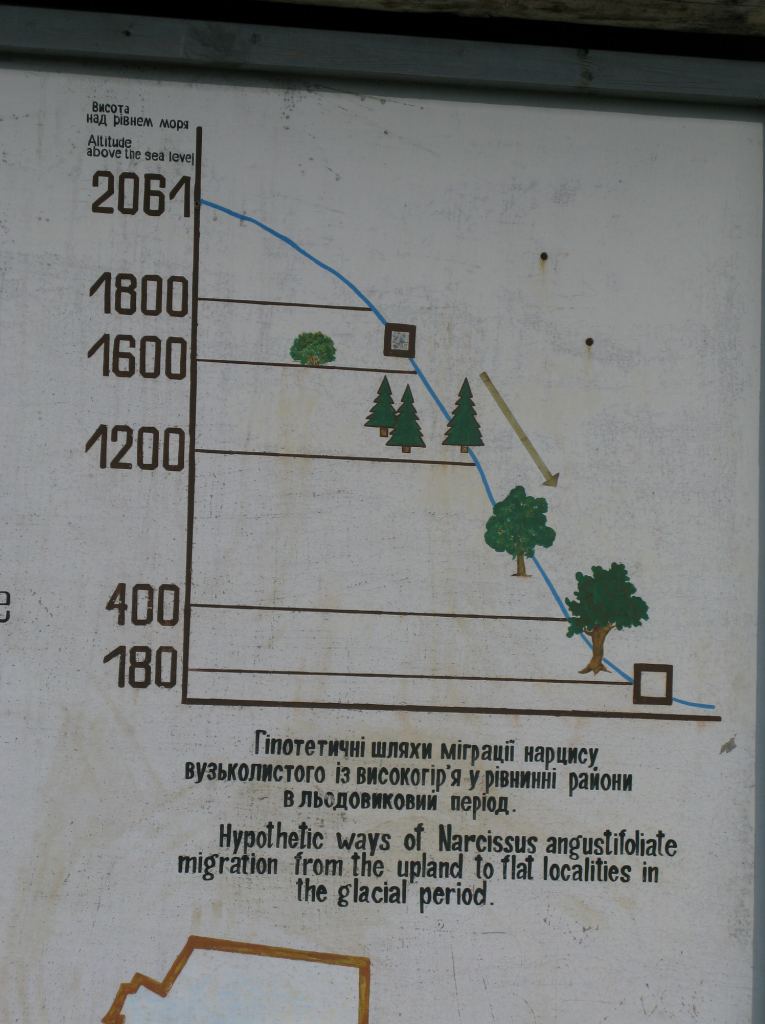 Висота
над рівнем моря
Altitude
above the sea level
2061
1800
1600
1200
400
180
Гіпотетичні шляхи міграції нарцису
вузьколистого із високогір'я у рівнинні райони
в льодовиковий період.
Hypothetic ways of Narcissus angustifoliate
migration from the upland to flat localities in
the glacial period.